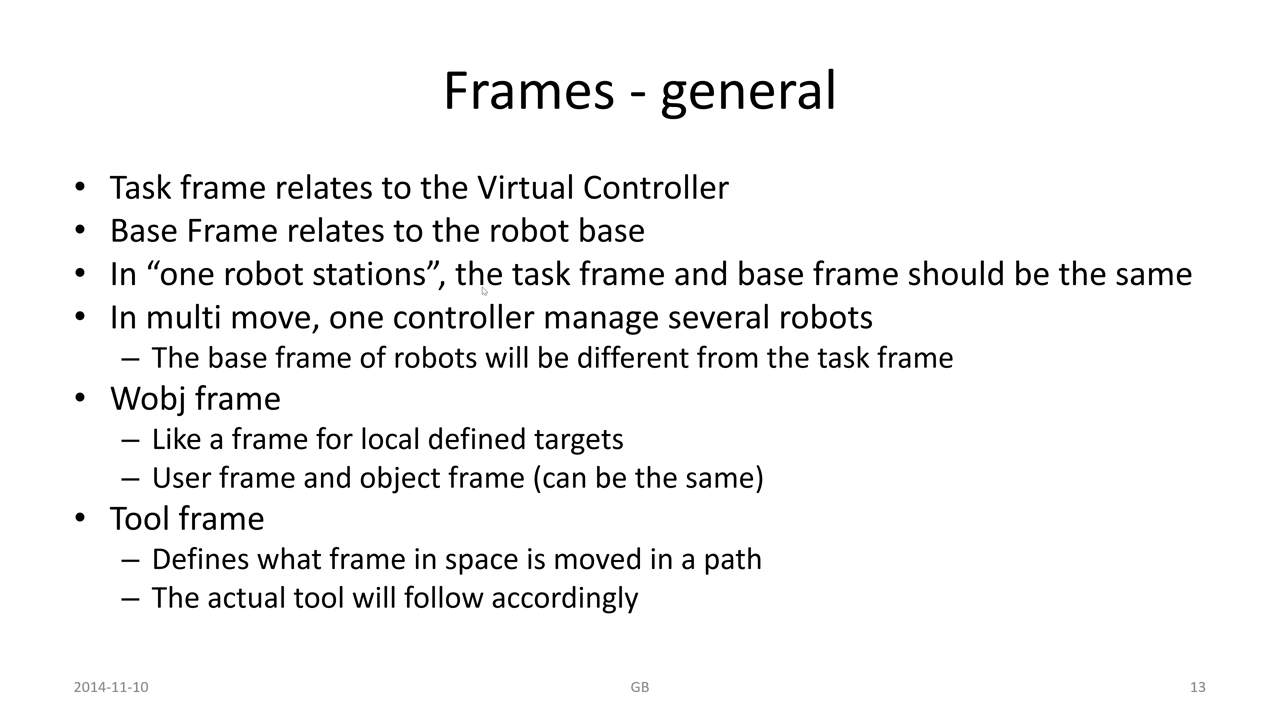 Frames - general
• Task frame relates to the Virtual Controller
• Base Frame relates to the robot base
• In “one robot stations”, the task frame and base frame should be the same
• In multi move, one controller manage several robots
– The base frame of robots will be different from the task frame
• Wobj frame
– Like a frame for local defined targets
– User frame and object frame (can be the same)
• Tool frame
– Defines what frame in space is moved in a path
– The actual tool will follow accordingly
2014-11-10 GB 13